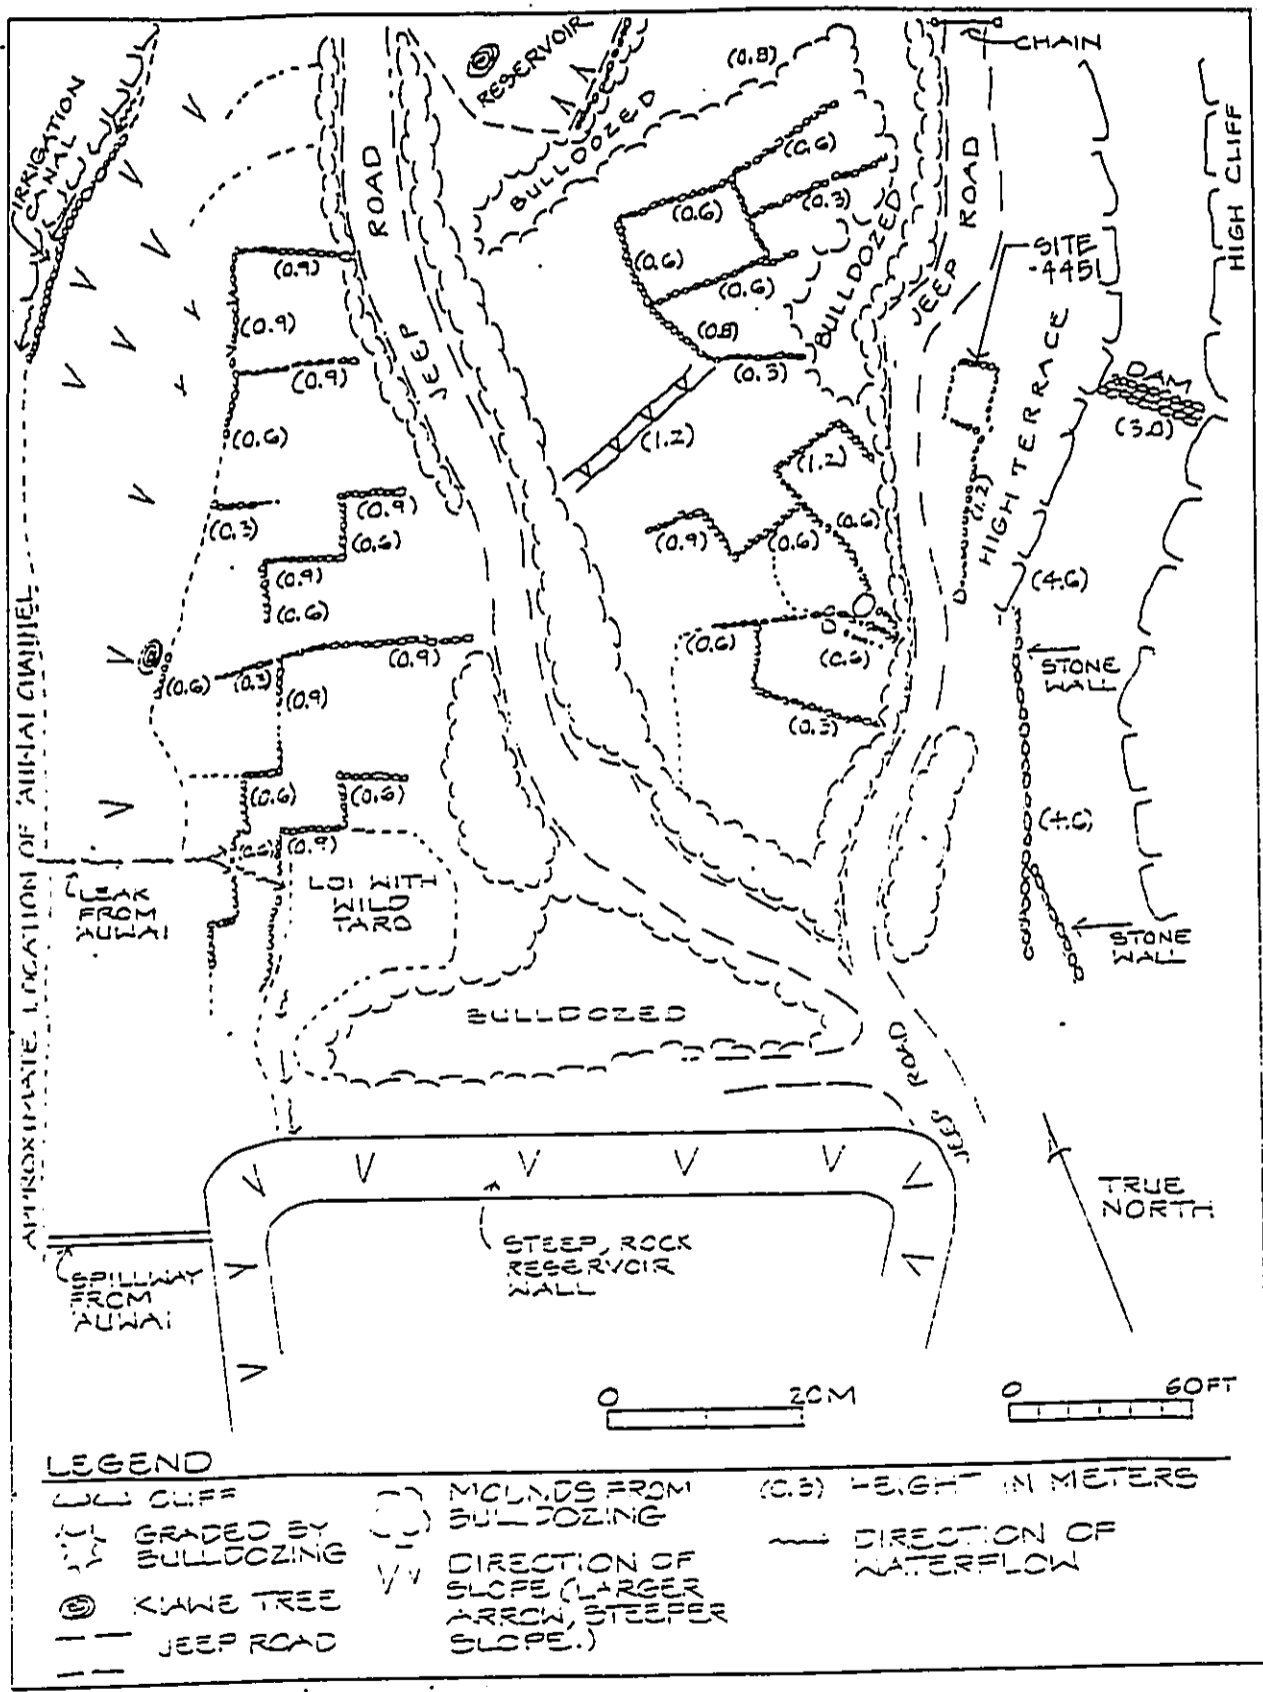 IRRIGATION
CANAL
RESERVOIR
BULLDOZED
(0.8)
CHAIN
HIGH CLIFF
JEEP ROAD
(0.6)
(0.6)
(0.3)
(0.6)
(0.6)
(0.8)
(0.3)
BULLDOZED
JEEP ROAD
SITE
-4451
HIGH TERRACE
DAM
(3.0)
(0.9)
(0.9)
(0.9)
(0.6)
(0.3)
(0.9)
(0.6)
(0.9)
(0.6)
(1.2)
(1.2)
(0.6)
(0.9)
(0.6)
(1.2)
(4.6)
STONE
WALL
(0.6)
(0.3)
(0.9)
(0.9)
(0.6)
(0.6)
(0.3)
(0.6)
(0.6)
(0.9)
(4.6)
LOI WITH
WILD
TARO
LEAK
FROM
AUWAI
STONE
WALL
APPROXIMATE LOCATION OF AUWAI CHANNEL
BULLDOZED
JEEP ROAD
TRUE
NORTH
STEEP, ROCK
RESERVOIR
WALL
SPILLWAY
FROM
AUWAI
0 20M
0 60FT
LEGEND
CLIFF
GRADED BY
BULLDOZING
KIAWE TREE
JEEP ROAD
MOUNDS FROM
BULLDOZING
DIRECTION OF
SLOPE (LARGER
ARROW, STEEPER
SLOPE.)
(0.3) HEIGHT IN METERS
DIRECTION OF
WATERFLOW